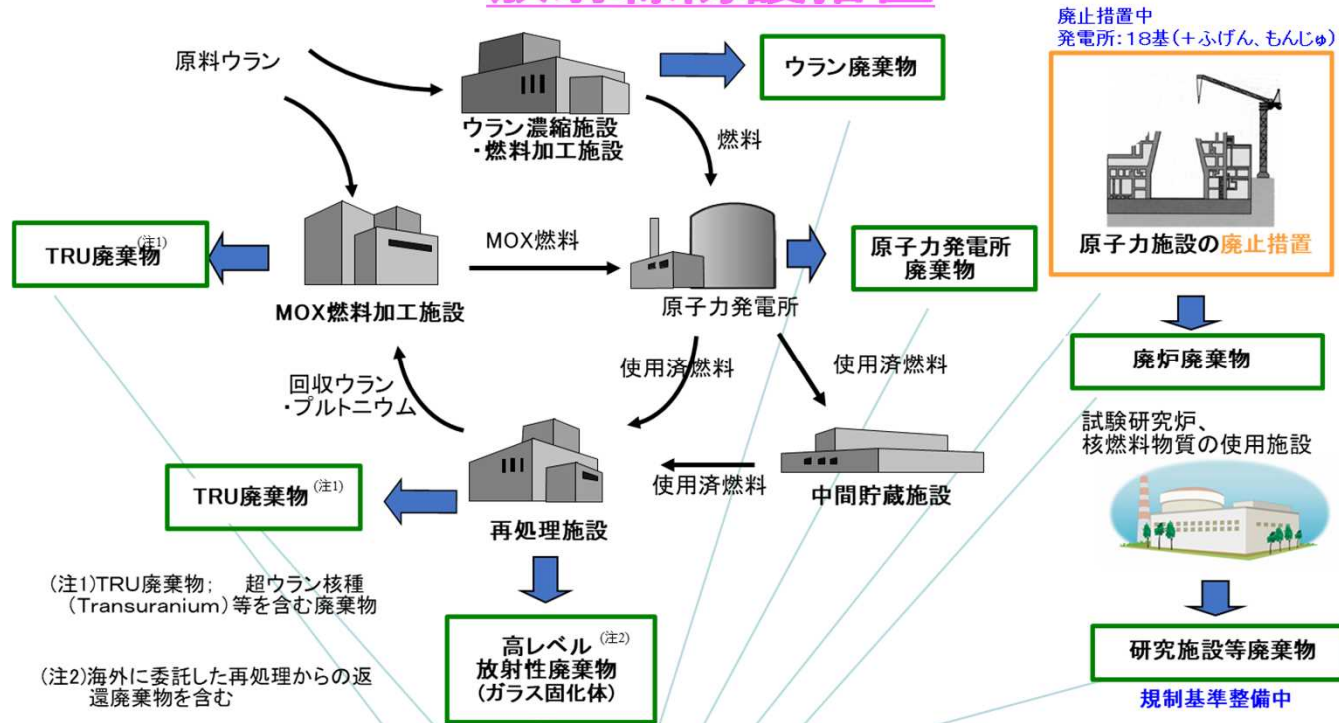 廃止措置中
発電所：18基(＋ふげん、もんじゅ)
原料ウラン
ウラン濃縮施設
・燃料加工施設
ウラン廃棄物
燃料
TRU廃棄物(注1)
MOX燃料加工施設
MOX燃料
原子力発電所
原子力発電所
廃棄物
原子力施設の廃止措置
廃炉廃棄物
使用済燃料
使用済燃料
回収ウラン
・プルトニウム
試験研究炉、
核燃料物質の使用施設
TRU廃棄物(注1)
再処理施設
使用済燃料
中間貯蔵施設
(注1)TRU廃棄物；　超ウラン核種
(Transuranium)等を含む廃棄物
(注2)海外に委託した再処理からの返
還廃棄物を含む
高レベル(注2)
放射性廃棄物
(ガラス固化体)
研究施設等廃棄物
規制基準整備中